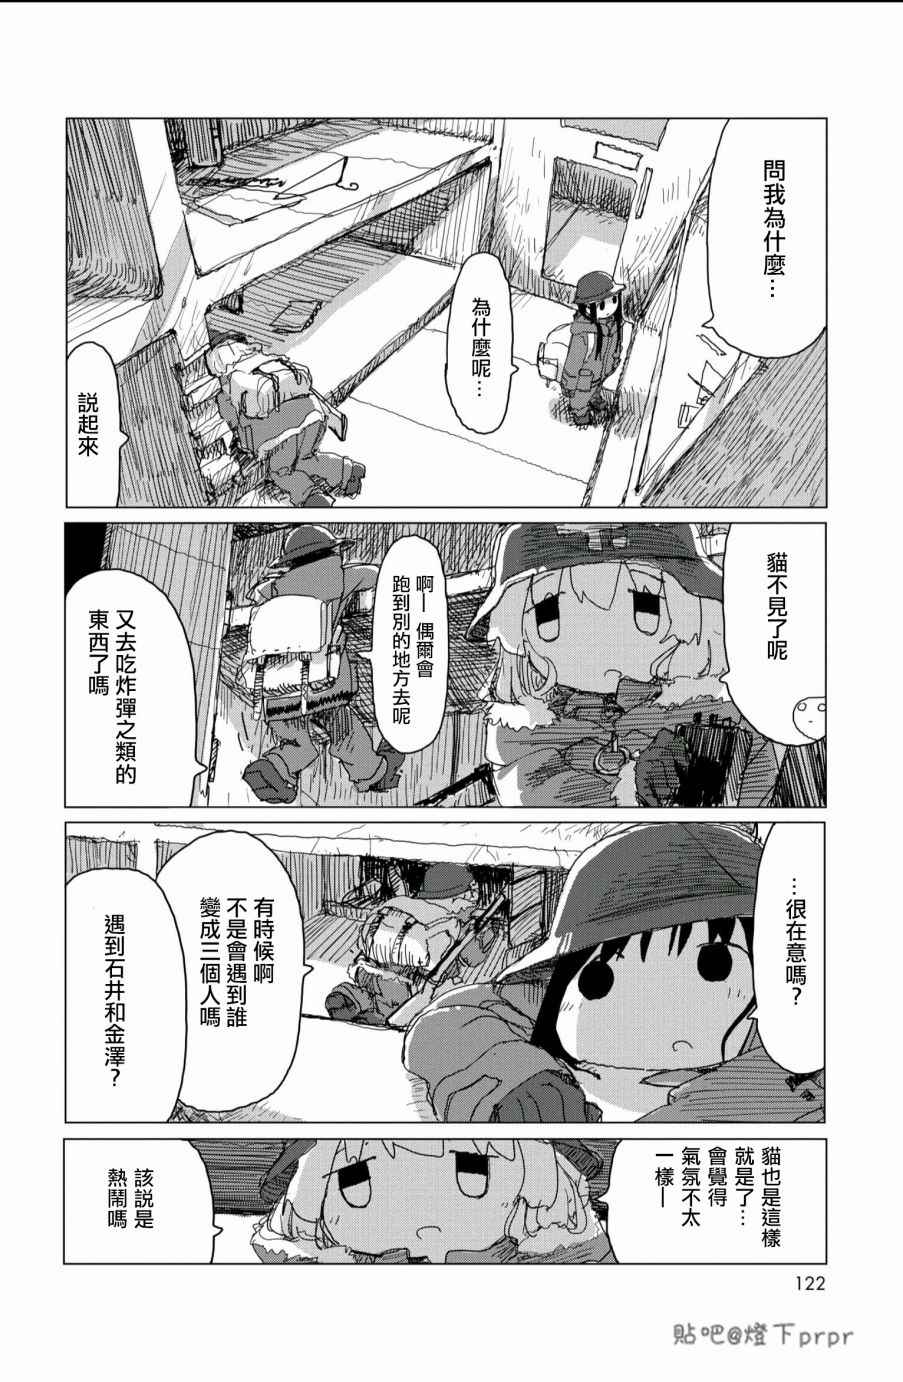 問我為什麼…
為什麼呢…
説起來
貓不見了呢
啊─偶爾會
跑到別的地方去呢
又去吃炸彈之類的
東西了嗎
…很在意嗎?
有時候啊
不是會遇到誰
變成三個人嗎
遇到石井和金澤?
貓也是這樣
就是了…
會覺得
氣氛不太
一樣─
該說是
熱鬧嗎
122
貼吧@燈下prpr